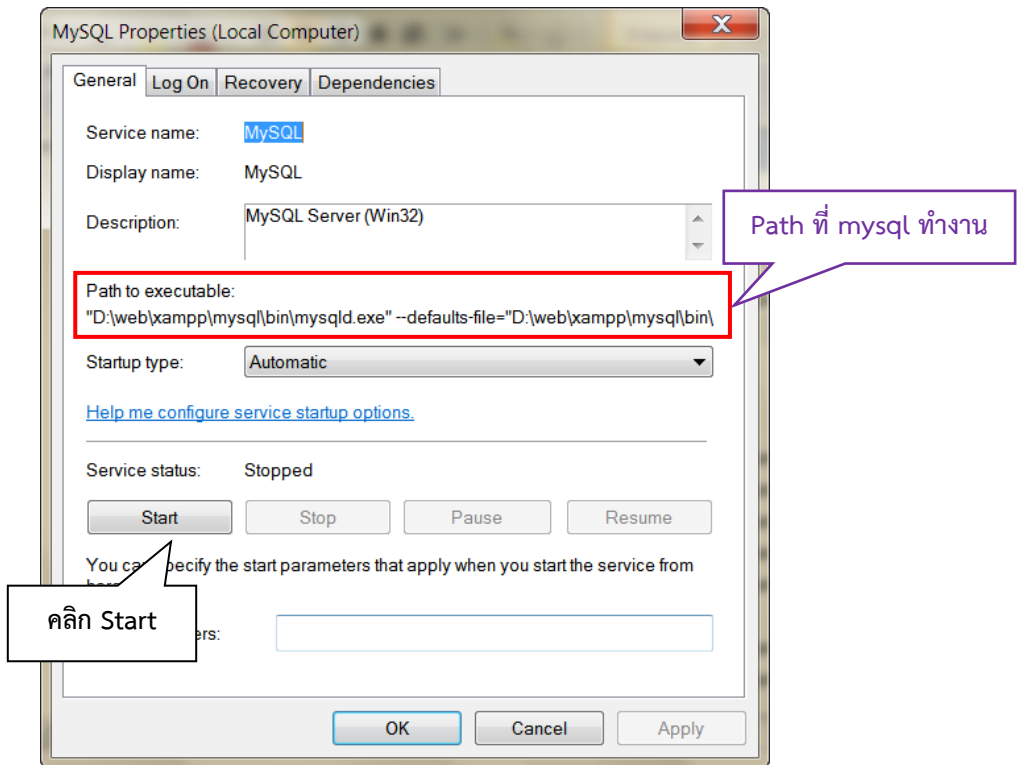 MySQL Properties (Local Computer)
General Log On Recovery Dependencies
Service name: MySQL
Display name: MySQL
Description: MySQL Server (Win32)
Path ที่ mysql ทำงาน
Path to executable:
"D:\web\xampp\mysql\bin\mysqld.exe" --defaults-file="D:\web\xampp\mysql\bin\
Startup type: Automatic
Help me configure service startup options.
Service status: Stopped
Start Stop Pause Resume
You can specify the start parameters that apply when you start the service from
คลิก Start
ers:
OK Cancel Apply